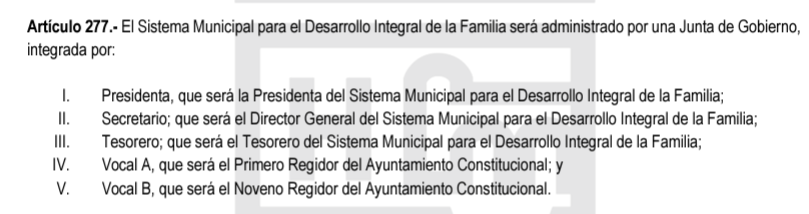 Artículo 277.- El Sistema Municipal para el Desarrollo Integral de la Familia será administrado por una Junta de Gobierno,
integrada por:
I. Presidenta, que será la Presidenta del Sistema Municipal para el Desarrollo Integral de la Familia;
II. Secretario; que será el Director General del Sistema Municipal para el Desarrollo Integral de la Familia;
III. Tesorero; que será el Tesorero del Sistema Municipal para el Desarrollo Integral de la Familia;
IV. Vocal A, que será el Primero Regidor del Ayuntamiento Constitucional; y
V. Vocal B, que será el Noveno Regidor del Ayuntamiento Constitucional.